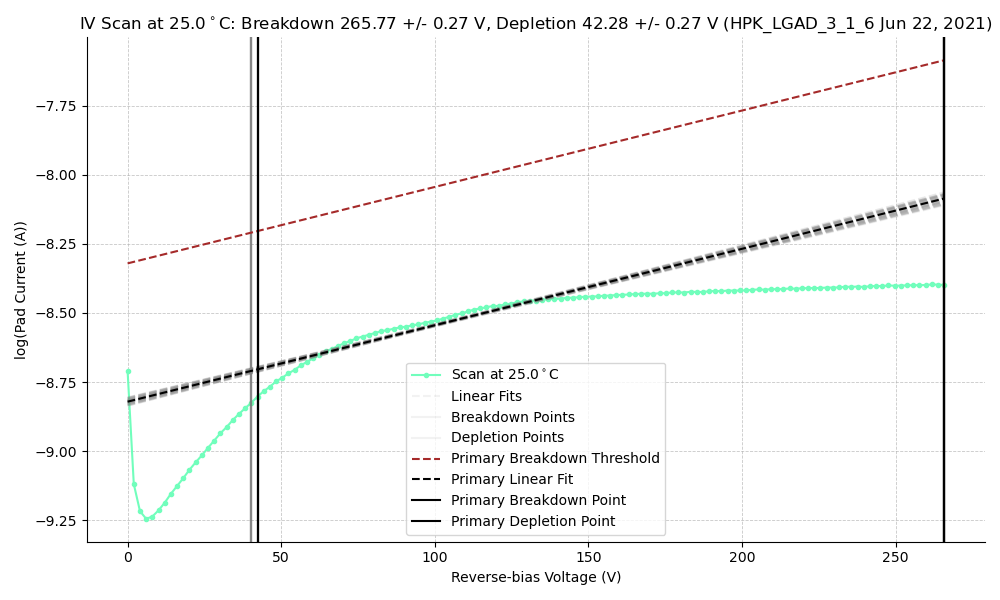 IV Scan at 25.0°C: Breakdown 265.77 +/- 0.27 V, Depletion 42.28 +/- 0.27 V (HPK_LGAD_3_1_6 Jun 22, 2021)
log(Pad Current (A))
−7.75
−8.00
−8.25
−8.50
−8.75
−9.00
−9.25
Scan at 25.0°C
Linear Fits
Breakdown Points
Depletion Points
Primary Breakdown Threshold
Primary Linear Fit
Primary Breakdown Point
Primary Depletion Point
0 50 100 150 200 250
Reverse-bias Voltage (V)